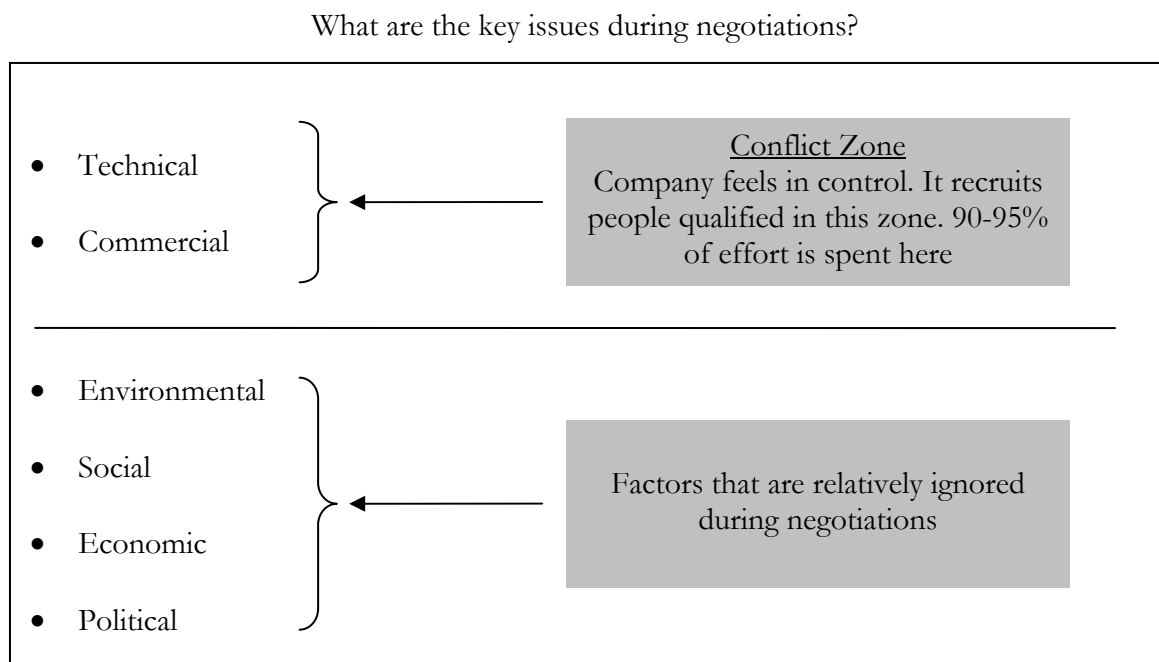 What are the key issues during negotiations?
• Technical
• Commercial
Conflict Zone
Company feels in control. It recruits
people qualified in this zone. 90-95%
of effort is spent here
• Environmental
• Social
• Economic
• Political
Factors that are relatively ignored
during negotiations